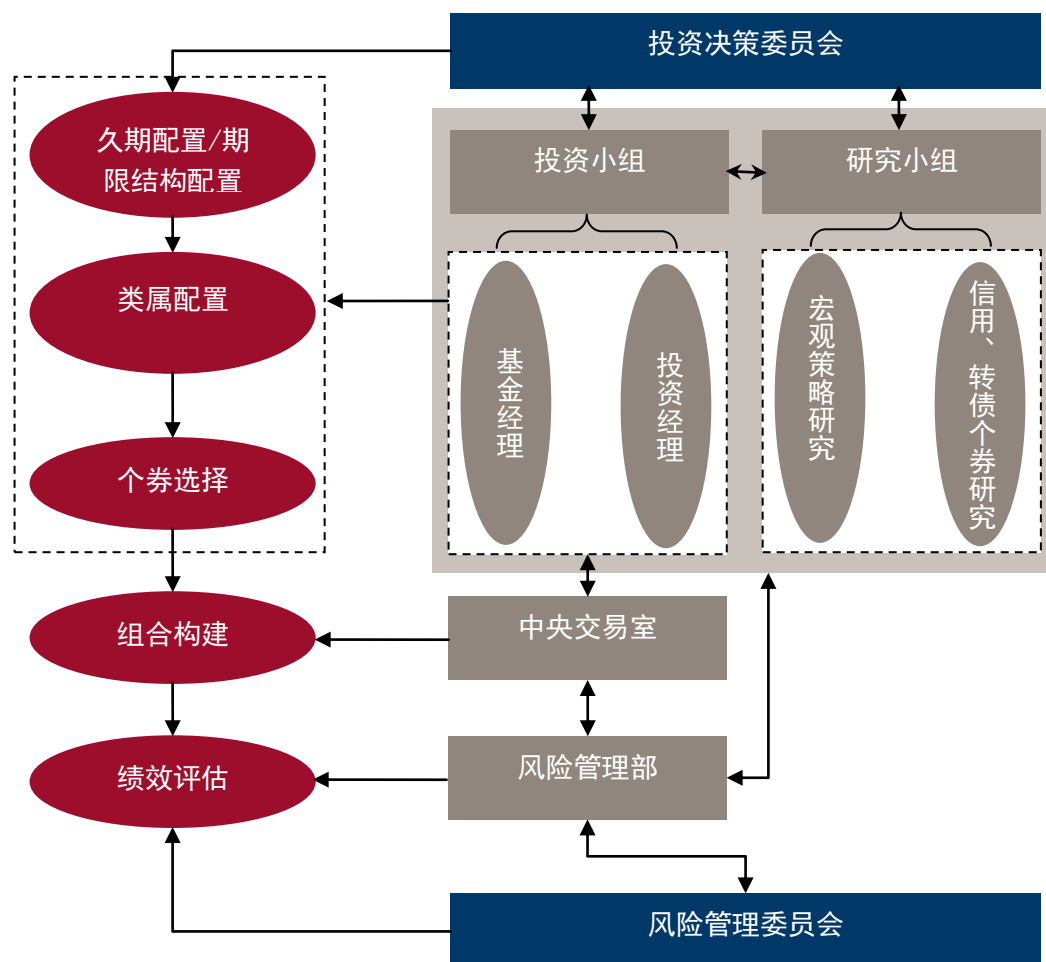 投资决策委员会
久期配置/期
限结构配置
投资小组
研究小组
类属配置
基金经理
投资经理
宏观策略研究
信用、转债个券研究
个券选择
组合构建
中央交易室
绩效评估
风险管理部
风险管理委员会